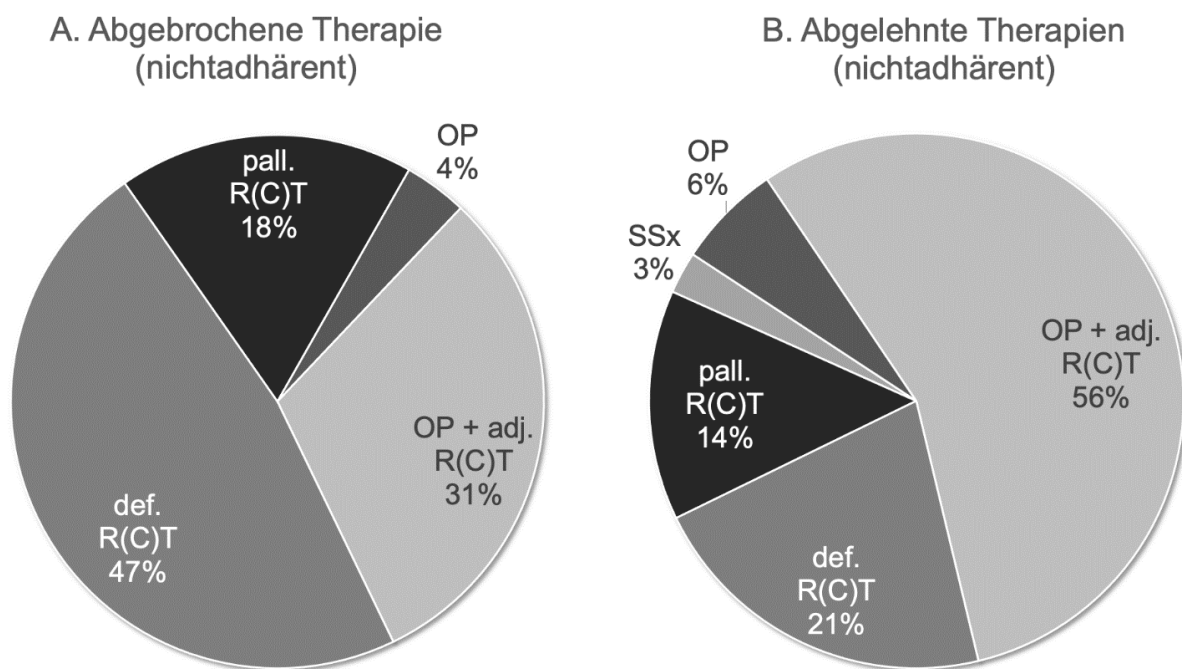 A. Abgebrochene Therapie
(nichtadhärent)
pall.
R(C)T
18%
OP
4%
OP + adj.
R(C)T
31%
def.
R(C)T
47%
B. Abgelehnte Therapien
(nichtadhärent)
OP
6%
SSx
3%
pall.
R(C)T
14%
OP + adj.
R(C)T
56%
def.
R(C)T
21%